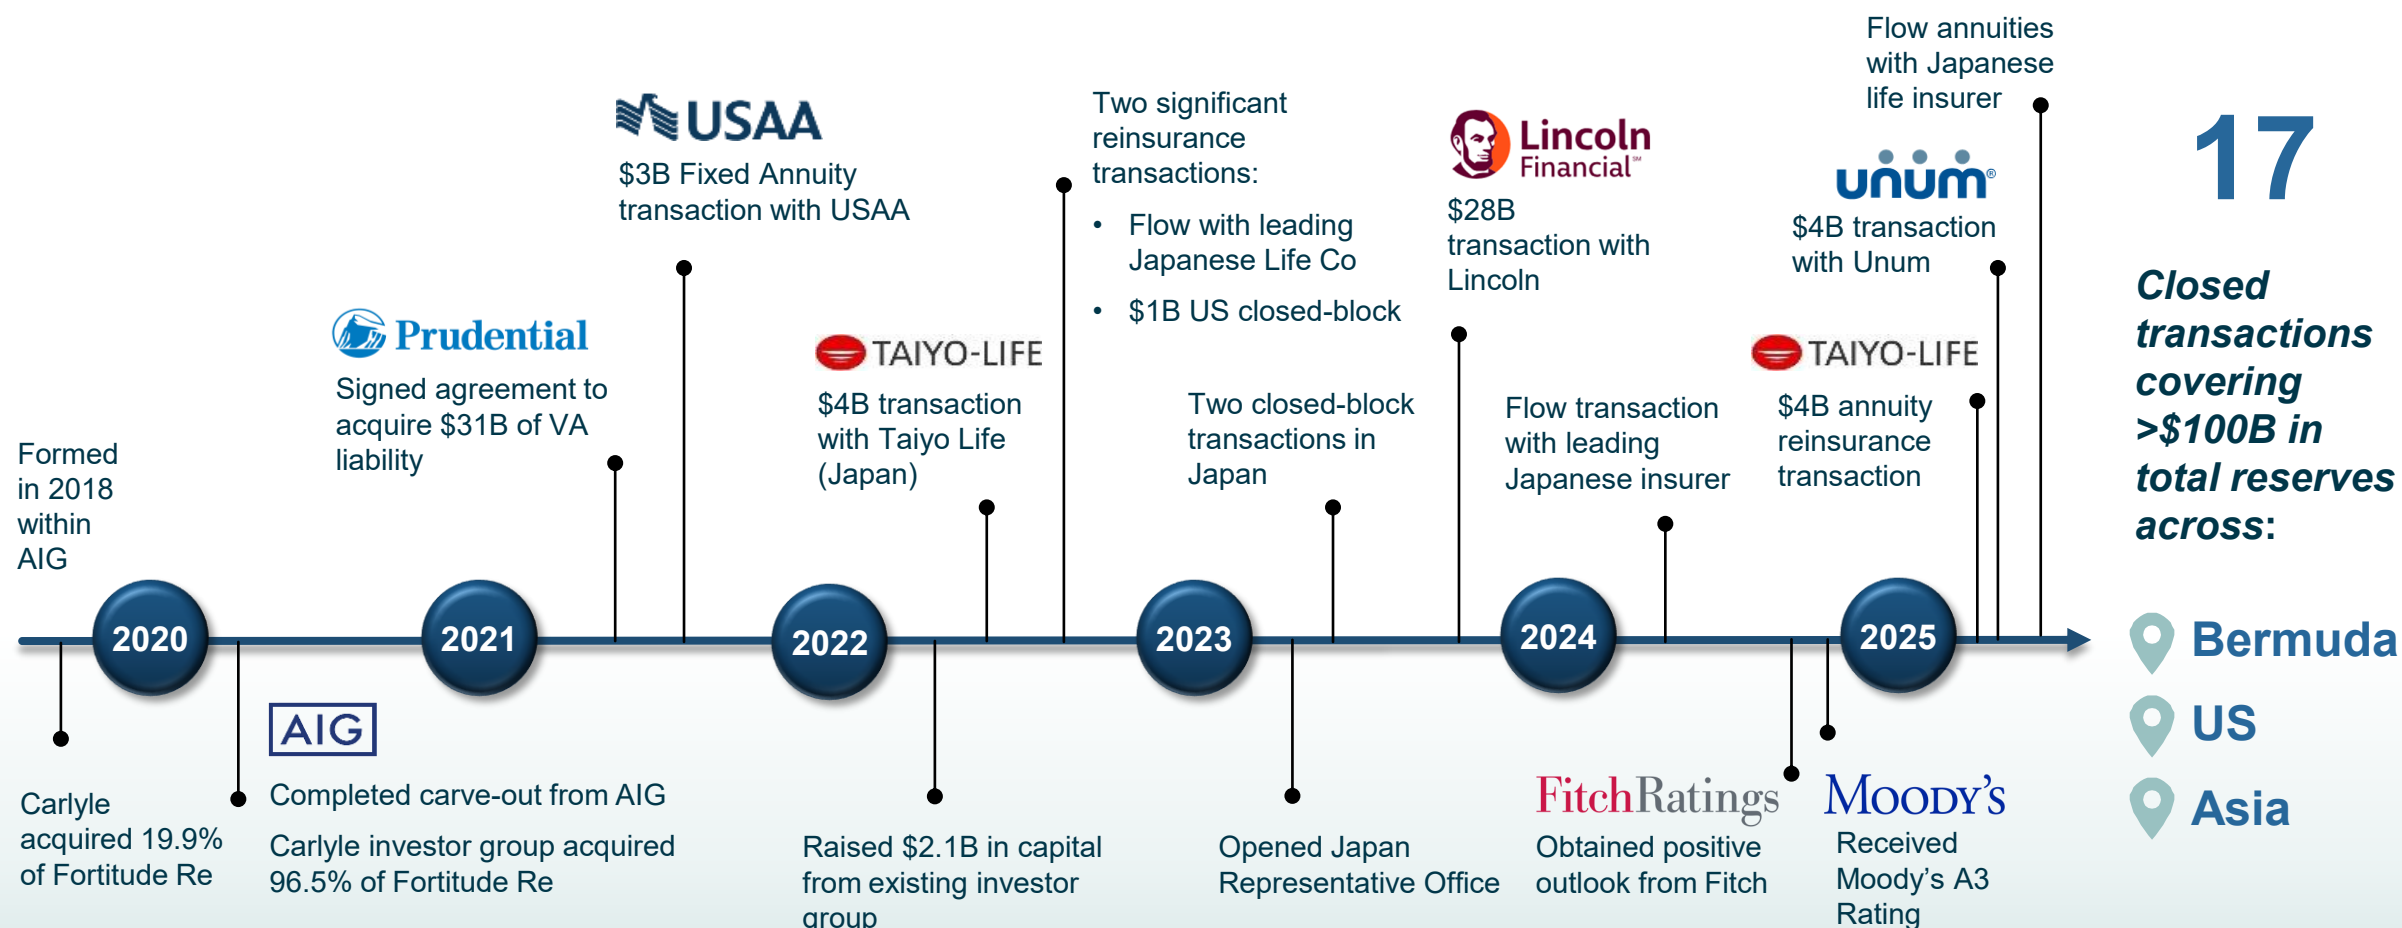 Formed
in 2018
within
AIG
Prudential
Signed agreement to
acquire $31B of VA
liability
USAA
$3B Fixed Annuity
transaction with USAA
TAIYO-LIFE
$4B transaction
with Taiyo Life
(Japan)
Two significant
reinsurance
transactions:
• Flow with leading
Japanese Life Co
• $1B US closed-block
Two closed-block
transactions in
Japan
Lincoln
Financial℠
$28B
transaction with
Lincoln
Flow transaction
with leading
Japanese insurer
TAIYO-LIFE
$4B annuity
reinsurance
transaction
unum®
$4B transaction
with Unum
Flow annuities
with Japanese
life insurer
2020
2021
2022
2023
2024
2025
Carlyle
acquired 19.9%
of Fortitude Re
AIG
Completed carve-out from AIG
Carlyle investor group acquired
96.5% of Fortitude Re
Raised $2.1B in capital
from existing investor
group
Opened Japan
Representative Office
FitchRatings
Obtained positive
outlook from Fitch
MOODY'S
Received
Moody’s A3
Rating
17
Closed
transactions
covering
>$100B in
total reserves
across:
Bermuda
US
Asia